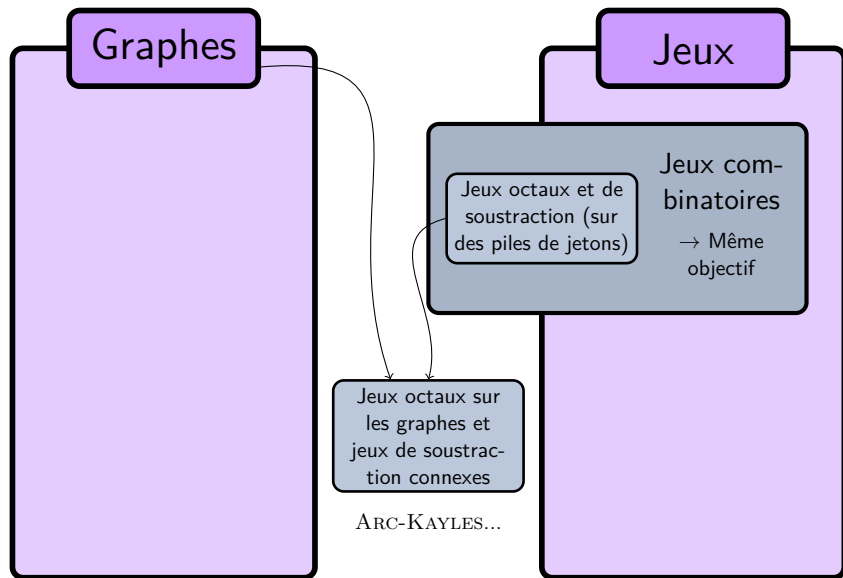 Graphes
Jeux
Jeux com-
binatoires
→ Même
objectif
Jeux octaux et de
soustraction (sur
des piles de jetons)
Jeux octaux sur
les graphes et
jeux de soustrac-
tion connexes
ARC-KAYLES...